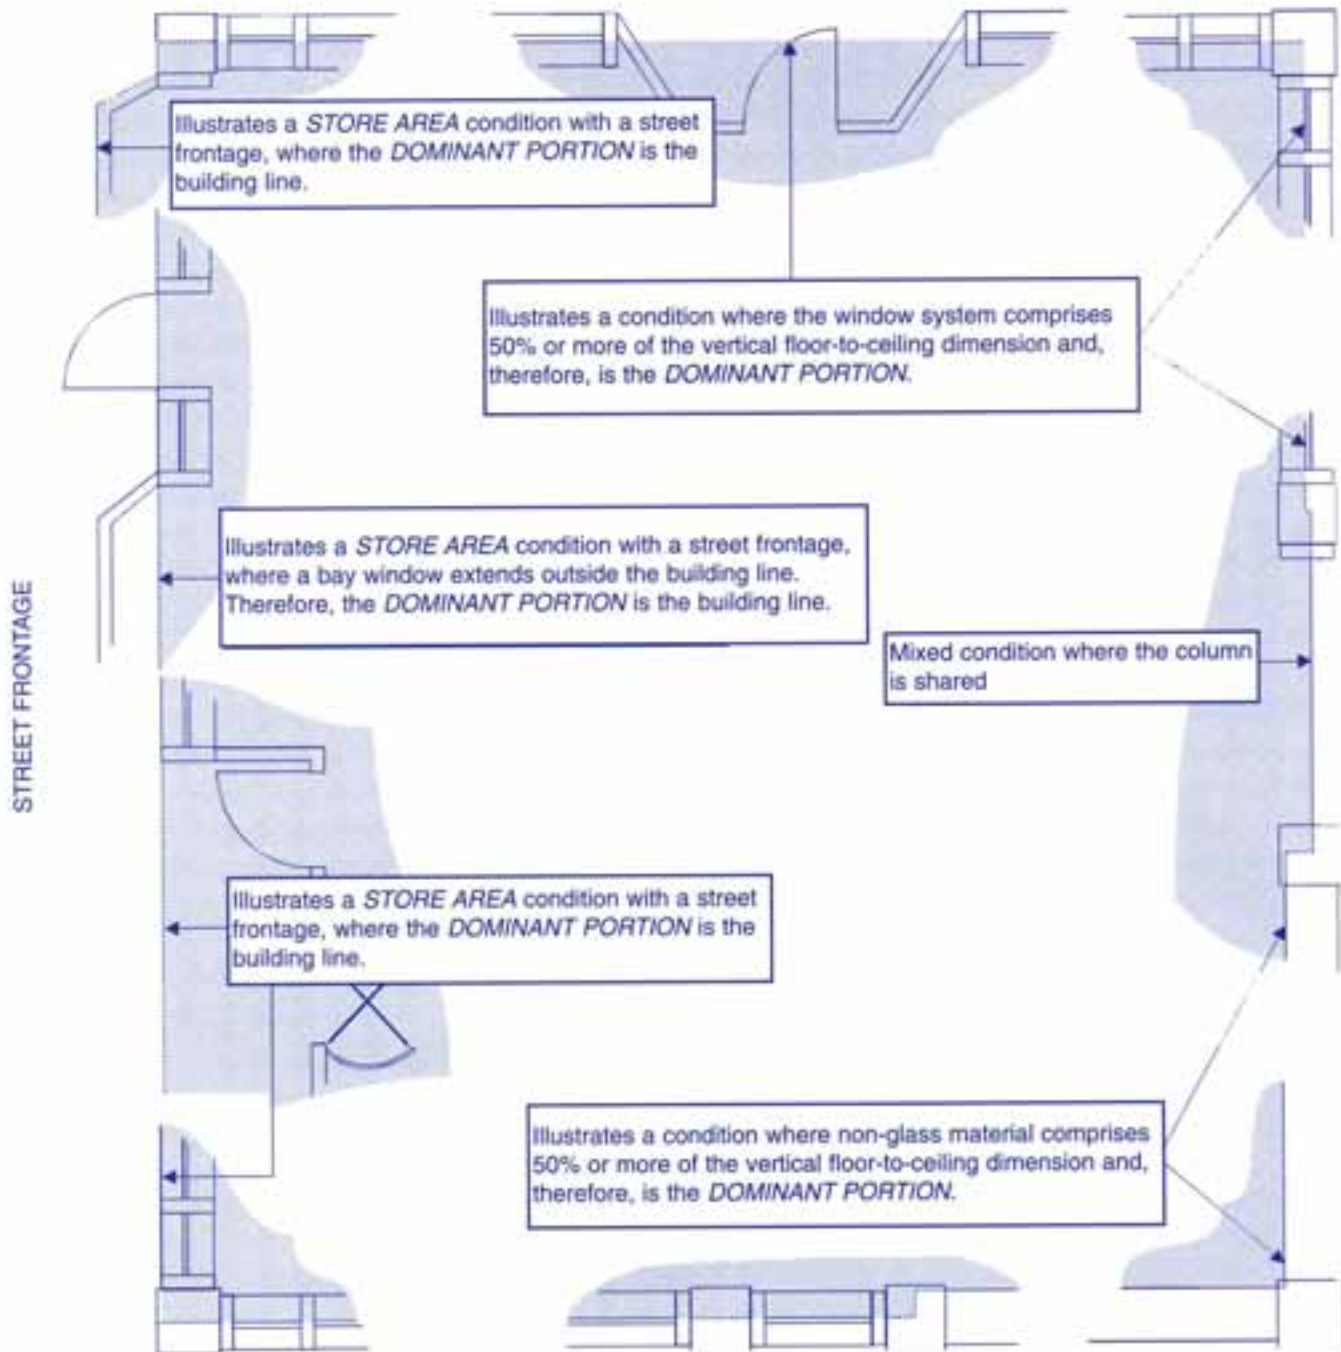 Illustrates a STORE AREA condition with a street
frontage, where the DOMINANT PORTION is the
building line.
Illustrates a condition where the window system comprises
50% or more of the vertical floor-to-ceiling dimension and,
therefore, is the DOMINANT PORTION.
Illustrates a STORE AREA condition with a street frontage,
where a bay window extends outside the building line.
Therefore, the DOMINANT PORTION is the building line.
STREET FRONTAGE
Mixed condition where the column
is shared
Illustrates a STORE AREA condition with a street
frontage, where the DOMINANT PORTION is the
building line.
Illustrates a condition where non-glass material comprises
50% or more of the vertical floor-to-ceiling dimension and,
therefore, is the DOMINANT PORTION.